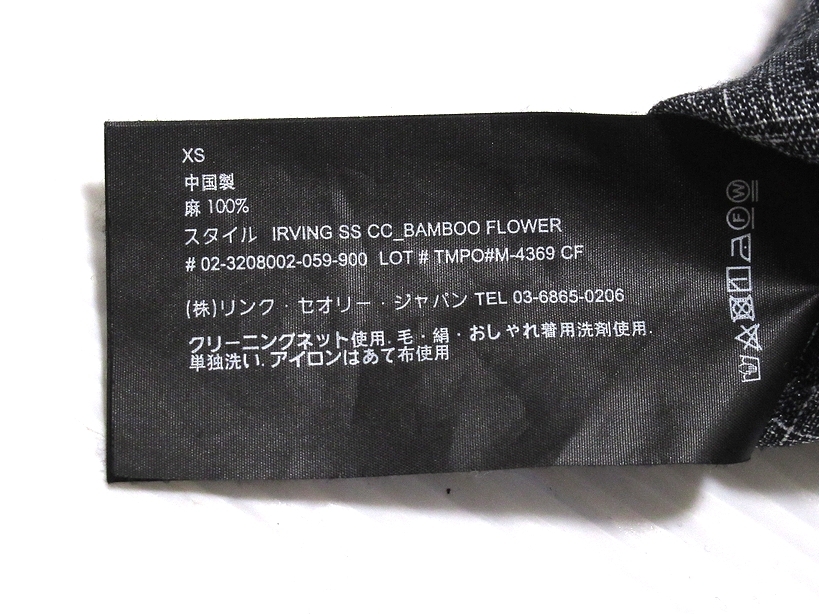 XS
中国製
麻 100%
スタイル IRVING SS CC_BAMBOO FLOWER
# 02-3208002-059-900 LOT # TMPO#M-4369 CF
(株)リンク・セオリー・ジャパン TEL 03-6865-0206
クリーニングネット使用. 毛・絹・おしゃれ着用洗剤使用.
単独洗い. アイロンはあて布使用
F W